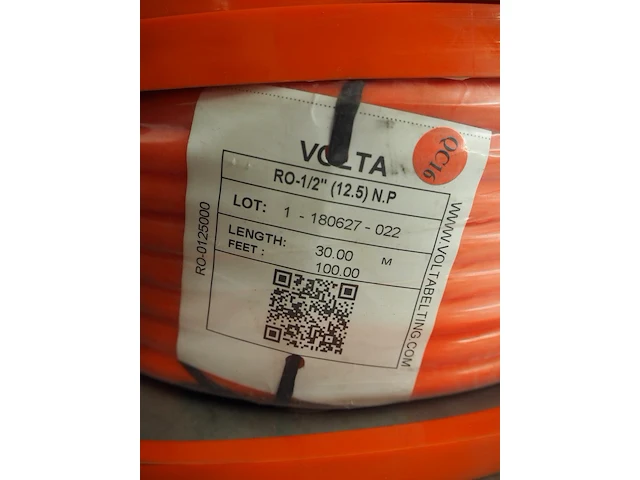 VOLTA
QC16
RO-1/2" (12.5) N.P
LOT: 1 - 180627 - 022
LENGTH: 30.00 M
FEET : 100.00
RO-0125000
WWW.VOLTABELTING.COM